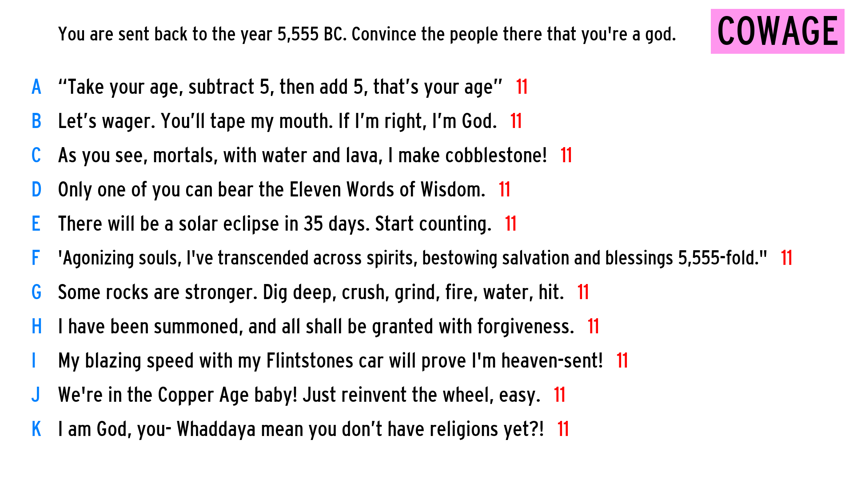 You are sent back to the year 5,555 BC. Convince the people there that you're a god.
COWAGE
A “Take your age, subtract 5, then add 5, that’s your age” 11
B Let’s wager. You’ll tape my mouth. If I’m right, I’m God. 11
C As you see, mortals, with water and lava, I make cobblestone! 11
D Only one of you can bear the Eleven Words of Wisdom. 11
E There will be a solar eclipse in 35 days. Start counting. 11
F 'Agonizing souls, I've transcended across spirits, bestowing salvation and blessings 5,555-fold." 11
G Some rocks are stronger. Dig deep, crush, grind, fire, water, hit. 11
H I have been summoned, and all shall be granted with forgiveness. 11
I My blazing speed with my Flintstones car will prove I'm heaven-sent! 11
J We're in the Copper Age baby! Just reinvent the wheel, easy. 11
K I am God, you- Whaddaya mean you don’t have religions yet?! 11